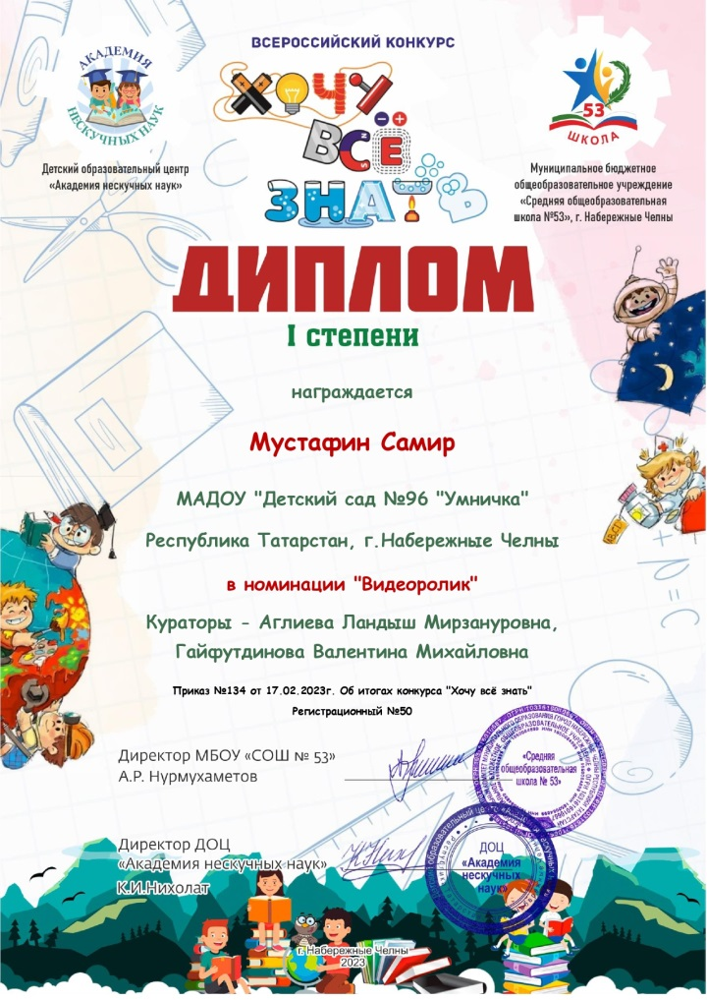 ВСЕРОССИЙСКИЙ КОНКУРС
АКАДЕМИЯ
НЕСКУЧНЫХ НАУК
ХОЧУ
ВСЁ
ЗНАТЬ
53
ШКОЛА
Детский образовательный центр
«Академия нескучных наук»
Муниципальное бюджетное
общеобразовательное учреждение
«Средняя общеобразовательная
школа №53», г. Набережные Челны
ДИПЛОМ
I степени
награждается
Мустафин Самир
МАДОУ "Детский сад №96 "Умничка"
Республика Татарстан, г.Набережные Челны
в номинации "Видеоролик"
Кураторы - Аглиева Ландыш Мирзануровна,
Гайфутдинова Валентина Михайловна
Приказ №134 от 17.02.2023г. Об итогах конкурса "Хочу всё знать"
Регистрационный №50
Директор МБОУ «СОШ № 53»
А.Р. Нурмухаметов
«Средняя
общеобразовательная
школа № 53»
Директор ДОЦ
«Академия нескучных наук»
К.И.Нихолат
ДОЦ
«Академия
нескучных
наук»
г. Набережные Челны
2023